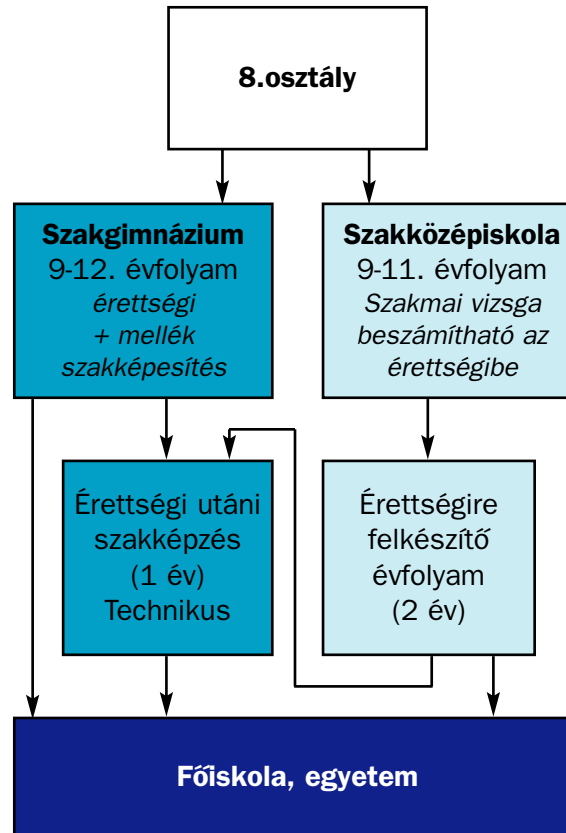 8.osztály
Szakgimnázium
9-12. évfolyam
érettségi
+ mellék
szakképesítés
Szakközépiskola
9-11. évfolyam
Szakmai vizsga
beszámítható az
érettségibe
Érettségi utáni
szakképzés
(1 év)
Technikus
Érettségire
felkészítő
évfolyam
(2 év)
Főiskola, egyetem